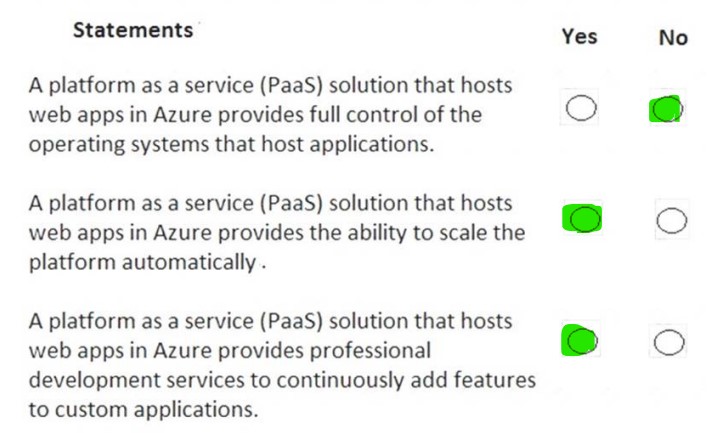 Statements Yes No
A platform as a service (PaaS) solution that hosts
web apps in Azure provides full control of the
operating systems that host applications.
A platform as a service (PaaS) solution that hosts
web apps in Azure provides the ability to scale the
platform automatically.
A platform as a service (PaaS) solution that hosts
web apps in Azure provides professional
development services to continuously add features
to custom applications.